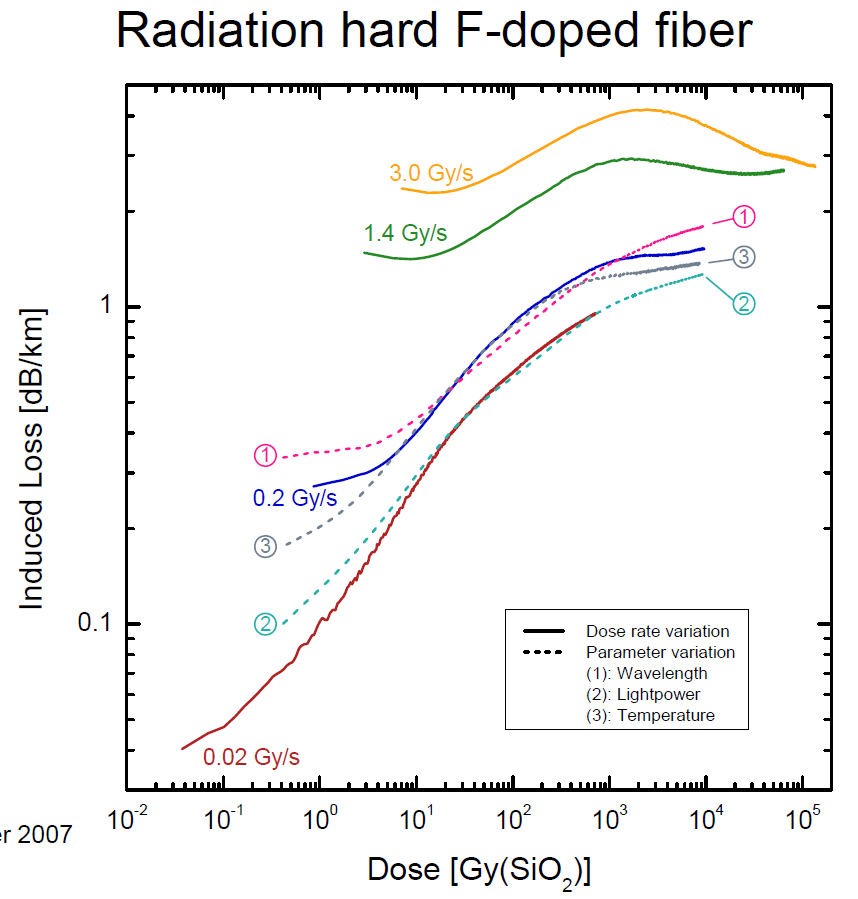 Radiation hard F-doped fiber
3.0 Gy/s
1.4 Gy/s
1
3
2
1
1
0.2 Gy/s
3
2
0.1
0.02 Gy/s
Induced Loss [dB/km]
Dose rate variation
Parameter variation
(1): Wavelength
(2): Lightpower
(3): Temperature
10⁻² 10⁻¹ 10⁰ 10¹ 10² 10³ 10⁴ 10⁵
er 2007
Dose [Gy(SiO₂)]